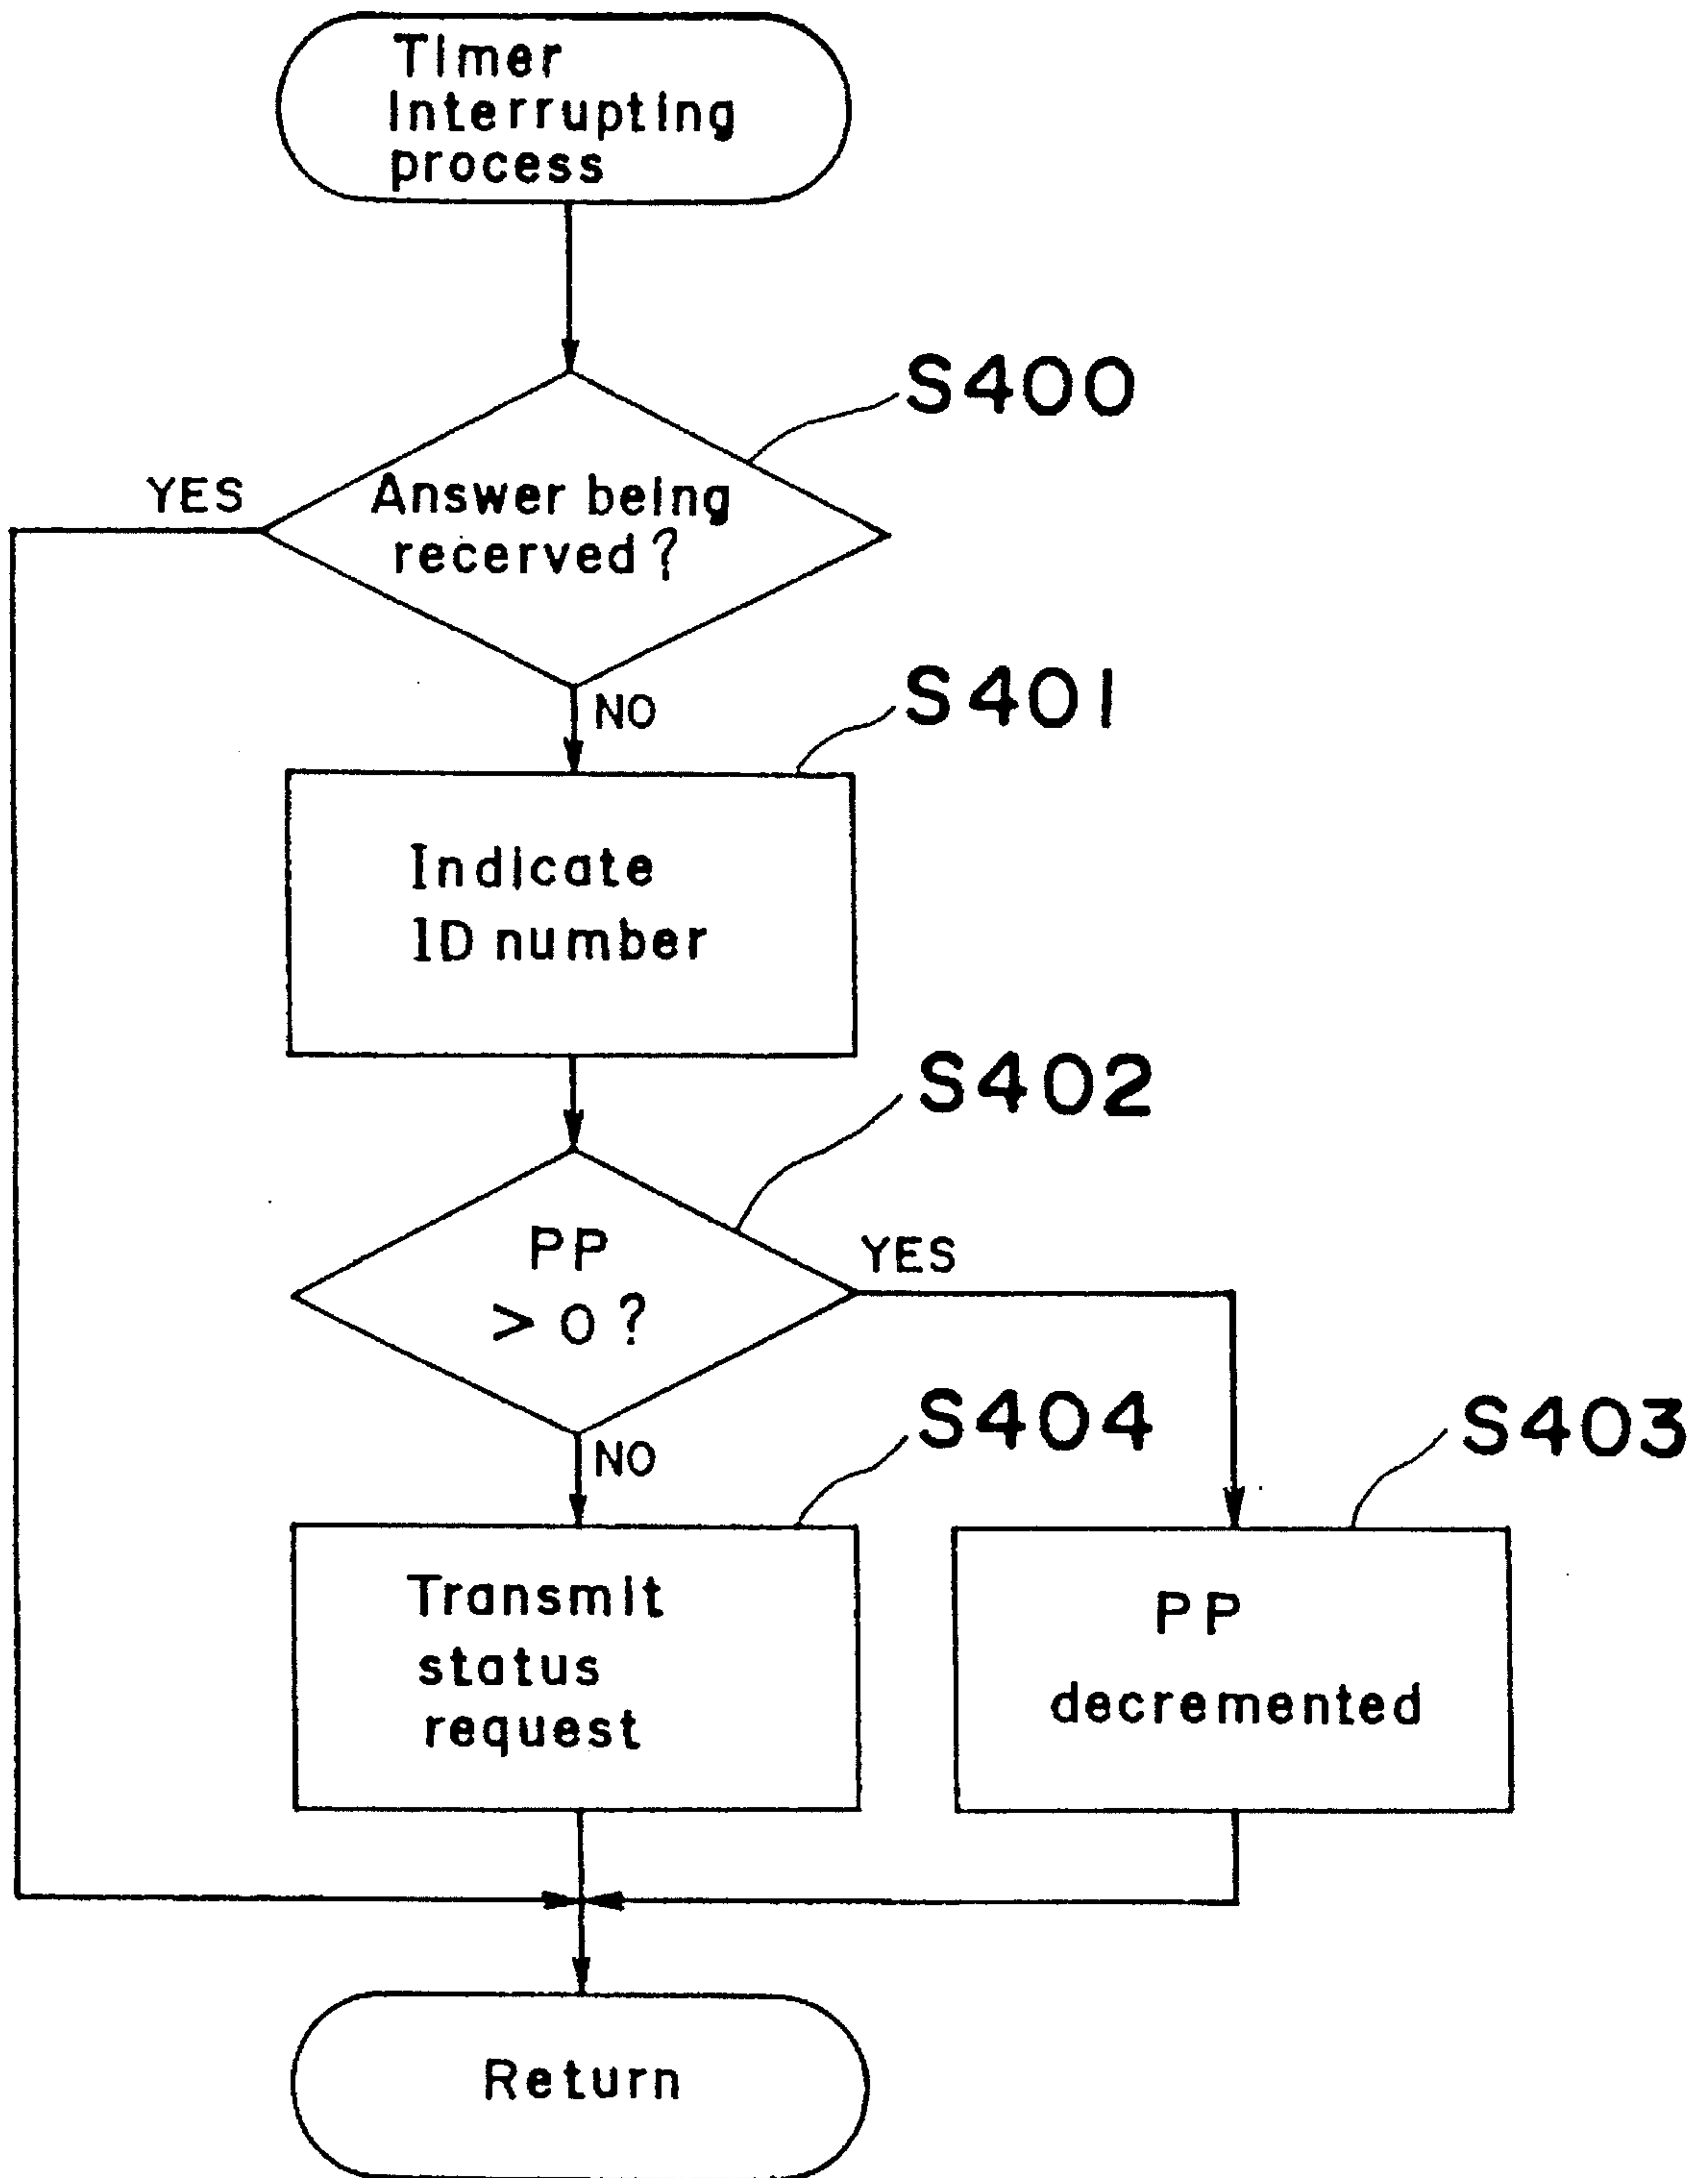 Timer
Interrupting
process
S400
YES
Answer being
recerved?
NO
S401
Indicate
ID number
S402
PP
> 0?
YES
NO
S404
S403
Transmit
status
request
PP
decremented
Return